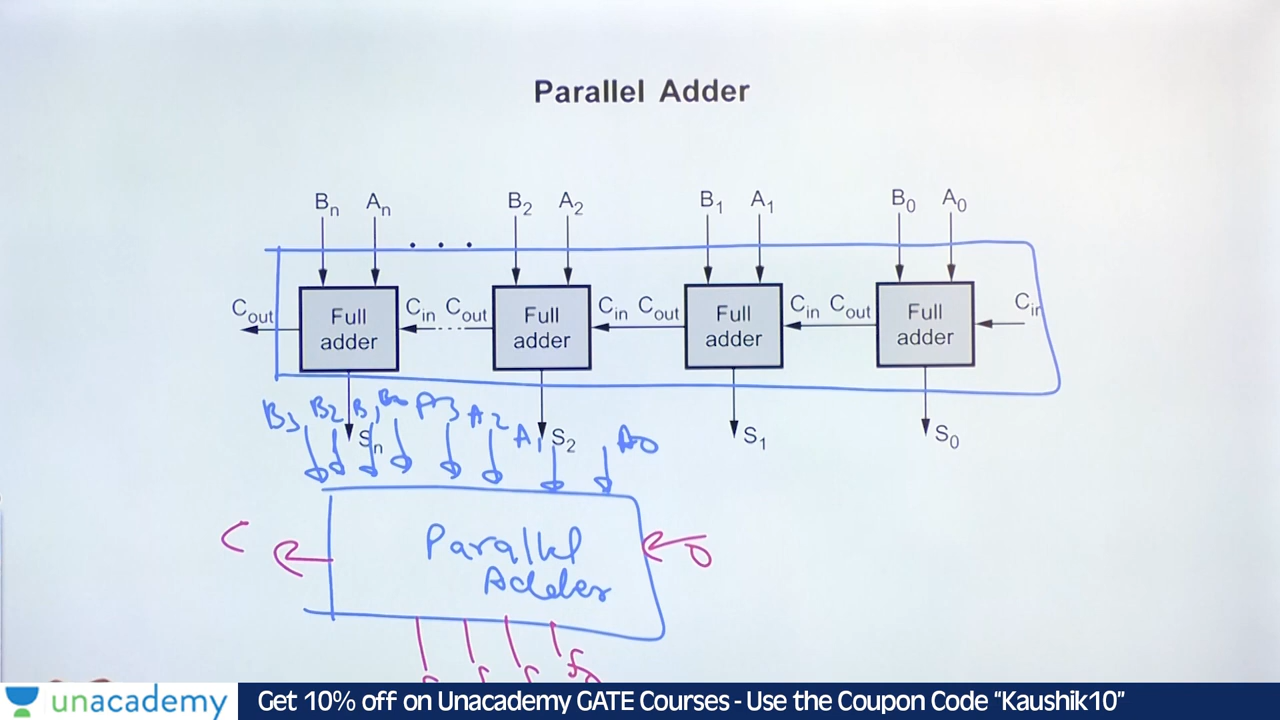 Parallel Adder
Bn An . . . B2 A2 B1 A1 B0 A0
Cout Full adder Cin Cout Full adder Cin Cout Full adder Cin Cout Full adder Cin
Sn S2 S1 S0
B3 B2 B1 B0 A3 A2 A1 A0
C Parallel 0
Adder
S0
unacademy Get 10% off on Unacademy GATE Courses - Use the Coupon Code “Kaushik10”